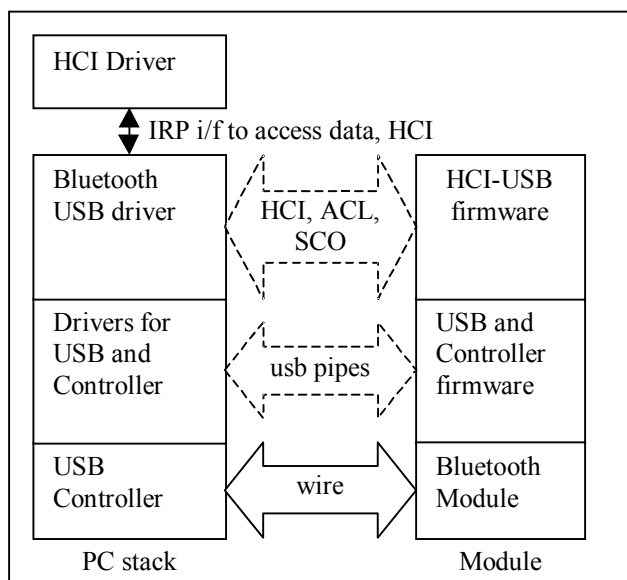 HCI Driver
IRP i/f to access data, HCI
Bluetooth
USB driver
HCI, ACL,
SCO
HCI-USB
firmware
Drivers for
USB and
Controller
usb pipes
USB and
Controller
firmware
USB
Controller
wire
Bluetooth
Module
PC stack
Module